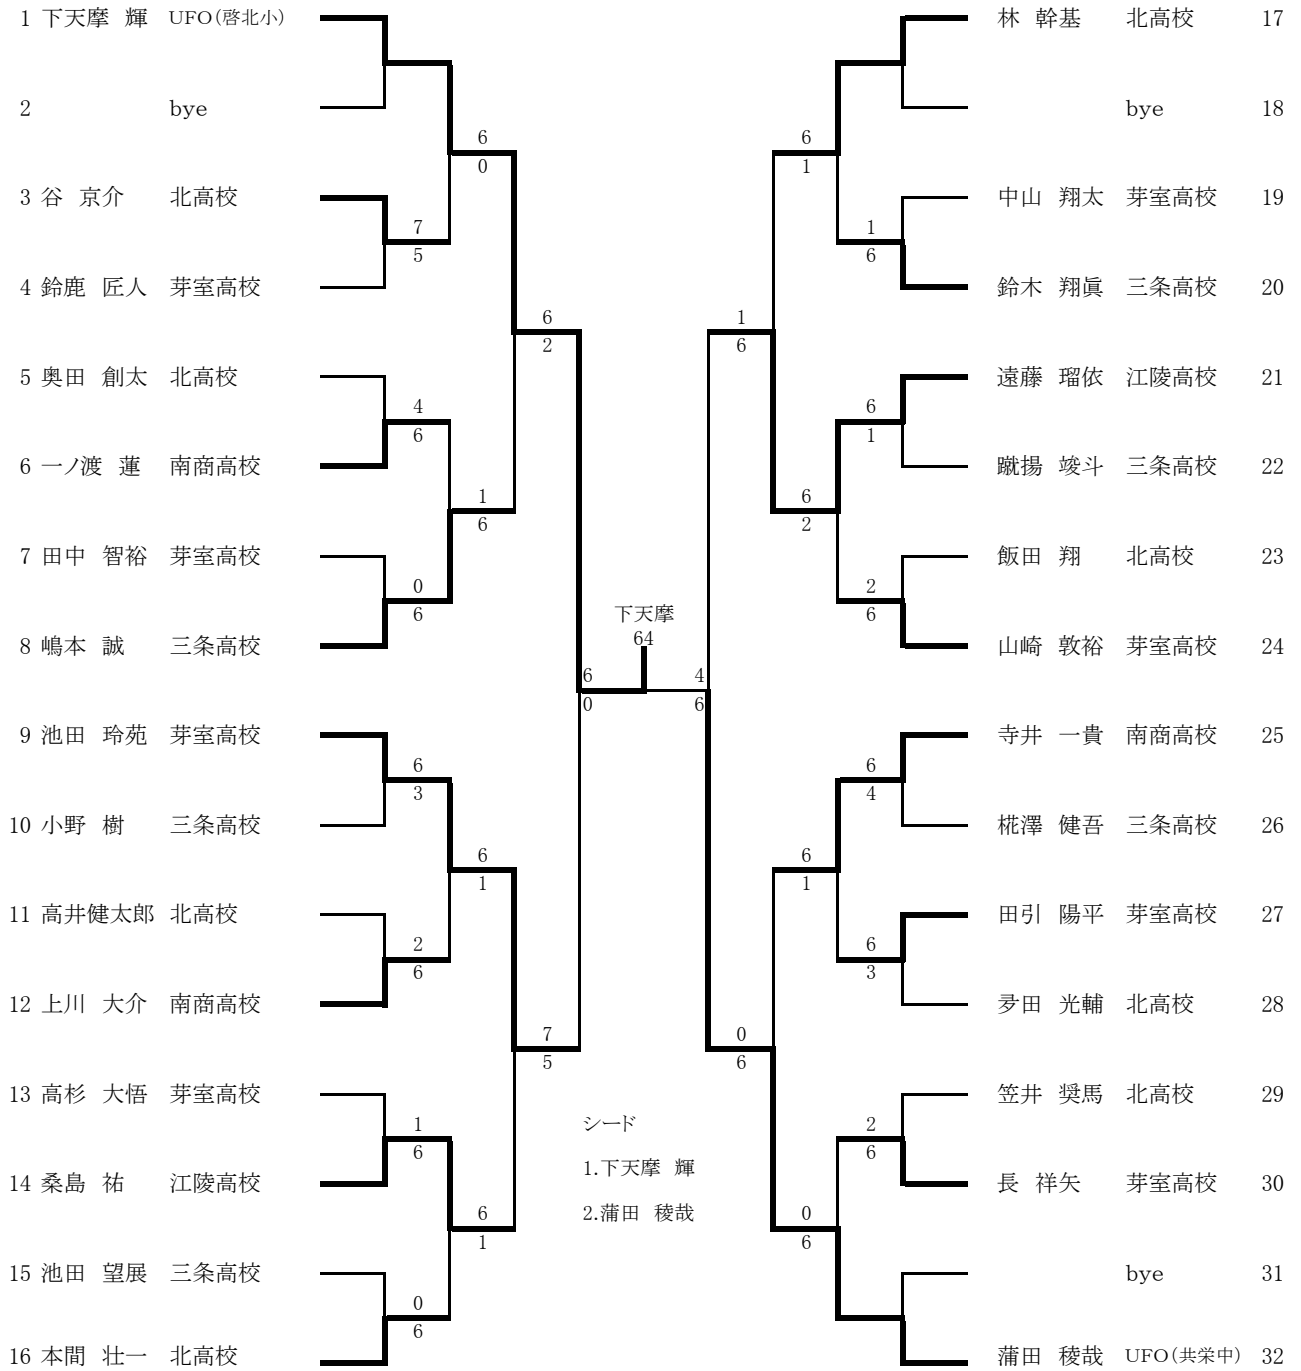 1 下天摩 輝 UFO(啓北小)
2 bye
3 谷 京介 北高校
4 鈴鹿 匠人 芽室高校
5 奥田 創太 北高校
6 一ノ渡 蓮 南商高校
7 田中 智裕 芽室高校
8 嶋本 誠 三条高校
9 池田 玲苑 芽室高校
10 小野 樹 三条高校
11 高井健太郎 北高校
12 上川 大介 南商高校
13 高杉 大悟 芽室高校
14 桑島 祐 江陵高校
15 池田 望展 三条高校
16 本間 壮一 北高校
7
5
4
6
0
6
6
3
2
6
1
6
0
6
6
0
1
6
6
1
6
1
6
2
7
5
6
0
下天摩
64
4
6
シード
1.下天摩 輝
2.蒲田 稜哉
1
6
0
6
6
1
6
2
6
1
0
6
1
6
6
1
2
6
6
4
6
3
2
6
林 幹基 北高校 17
bye 18
中山 翔太 芽室高校 19
鈴木 翔眞 三条高校 20
遠藤 瑠依 江陵高校 21
蹴揚 竣斗 三条高校 22
飯田 翔 北高校 23
山崎 敦裕 芽室高校 24
寺井 一貴 南商高校 25
椛澤 健吾 三条高校 26
田引 陽平 芽室高校 27
夛田 光輔 北高校 28
笠井 奨馬 北高校 29
長 祥矢 芽室高校 30
bye 31
蒲田 稜哉 UFO(共栄中) 32